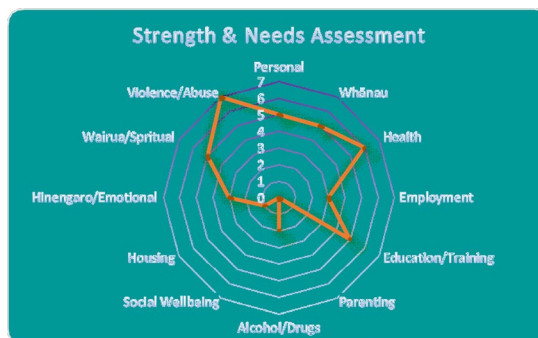 Strength & Needs Assessment
Personal
7
6
5
4
3
2
1
0
Whānau
Health
Employment
Education/Training
Parenting
Alcohol/Drugs
Social Wellbeing
Housing
Hinengaro/Emotional
Wairua/Spritual
Violence/Abuse